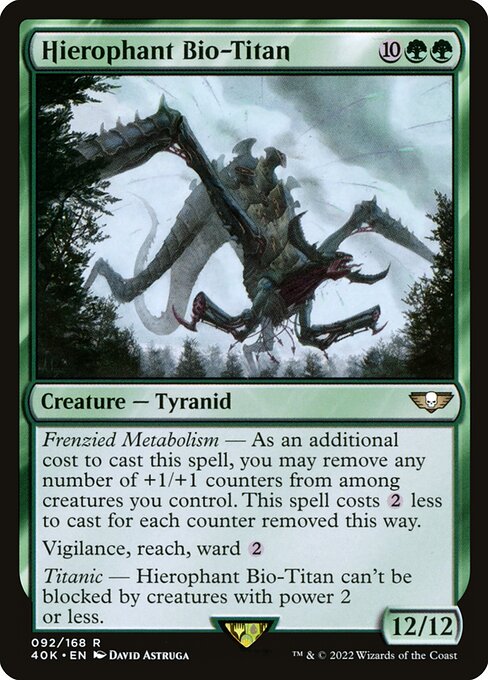 Hierophant Bio-Titan 10
Creature — Tyranid
Frenzied Metabolism — As an additional
cost to cast this spell, you may remove any
number of +1/+1 counters from among
creatures you control. This spell costs 2 less
to cast for each counter removed this way.
Vigilance, reach, ward 2
Titanic — Hierophant Bio-Titan can't be
blocked by creatures with power 2
or less.
12/12
092/168 R
40K • EN David Astruga
™ & © 2022 Wizards of the Coast